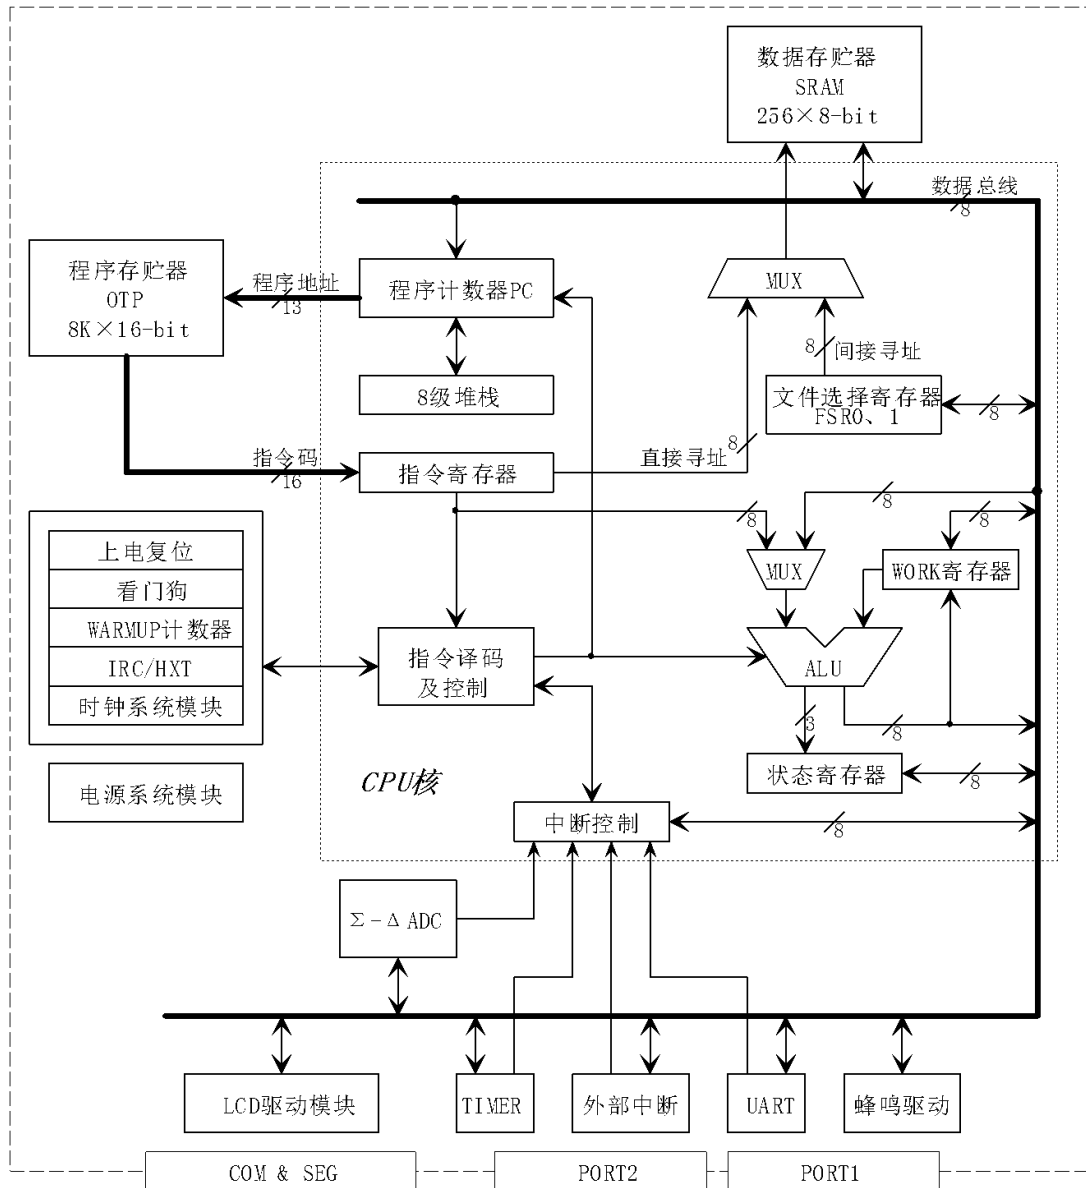 数据存贮器
SRAM
256×8-bit
数据总线
8
程序存贮器
OTP
8K×16-bit
程序地址
13
程序计数器PC
MUX
8
间接寻址
8级堆栈
文件选择寄存器
FSR0、1
8
指令码
16
指令寄存器
直接寻址
8
8
8
8
上电复位
看门狗
WARMUP计数器
IRC/HXT
时钟系统模块
MUX
WORK寄存器
指令译码
及控制
ALU
3
8
电源系统模块
CPU核
状态寄存器
8
中断控制
8
Σ-Δ ADC
LCD驱动模块
TIMER
外部中断
UART
蜂鸣驱动
COM & SEG
PORT2
PORT1